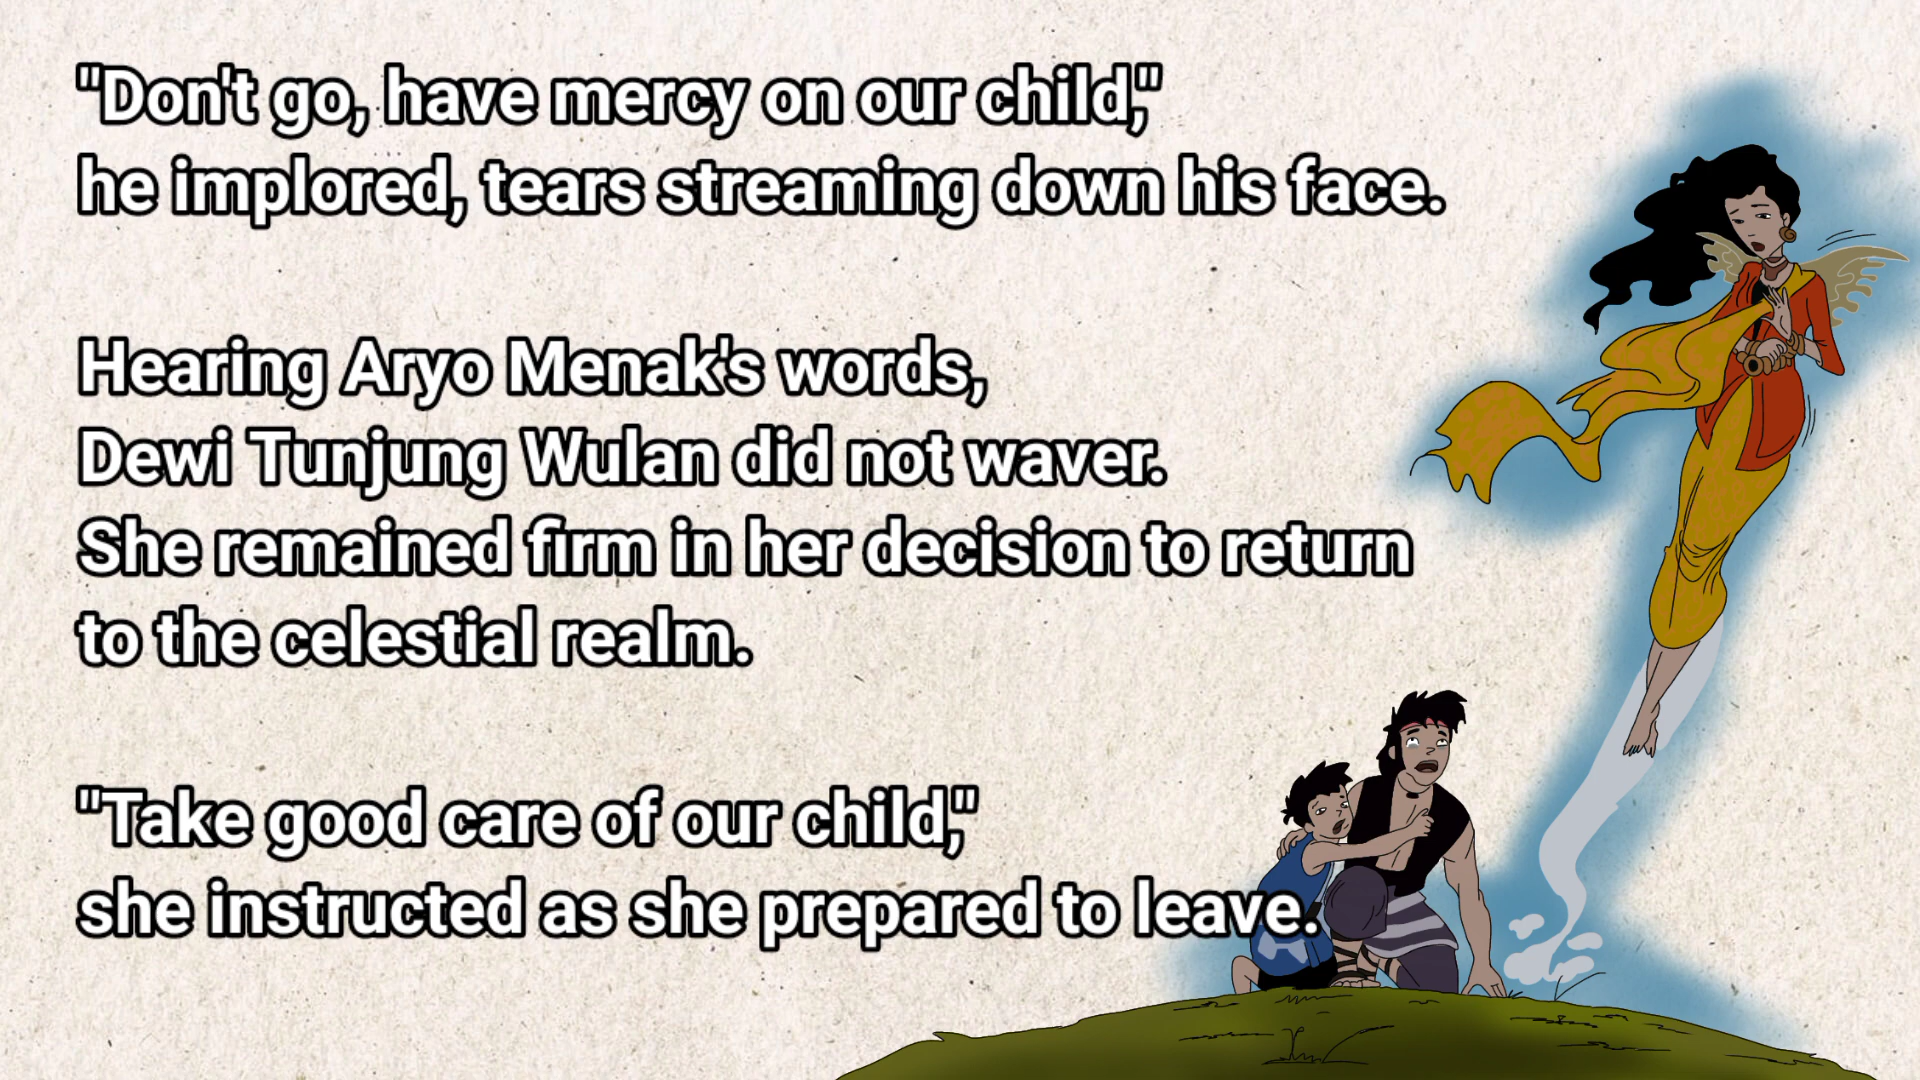 "Don't go, have mercy on our child,"
he implored, tears streaming down his face.
Hearing Aryo Menak's words,
Dewi Tunjung Wulan did not waver.
She remained firm in her decision to return
to the celestial realm.
"Take good care of our child,"
she instructed as she prepared to leave.